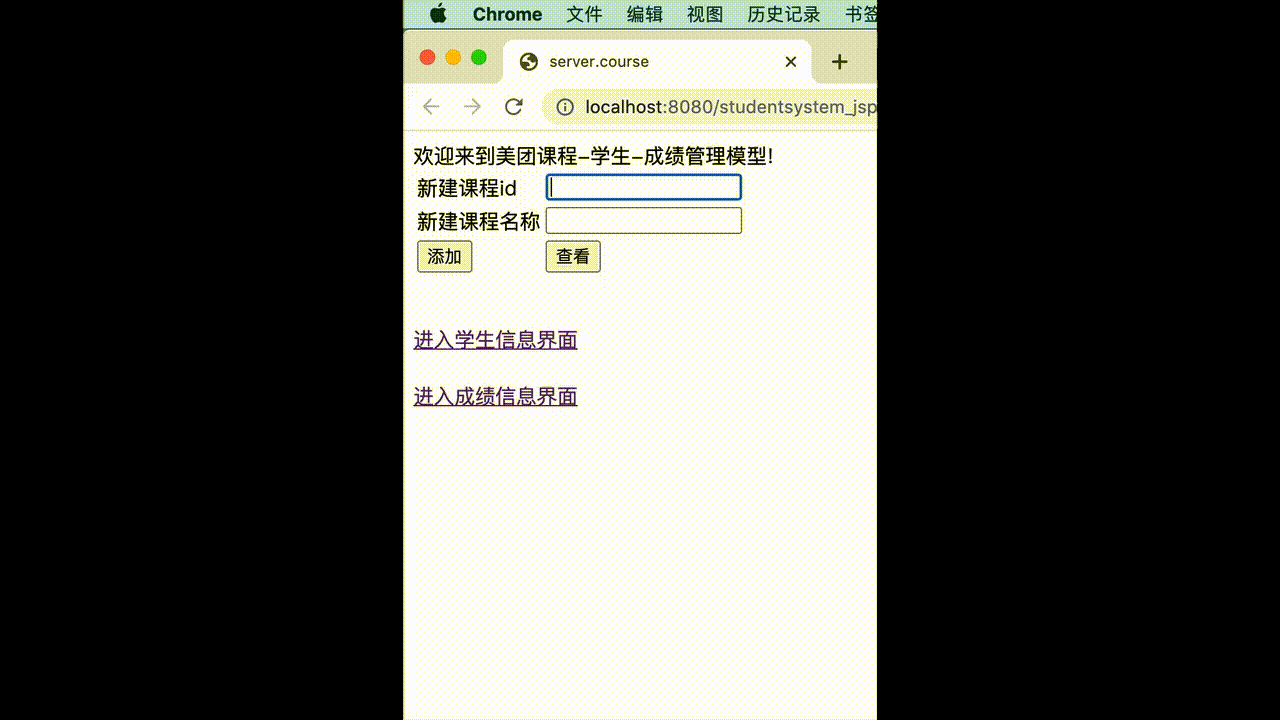 Chrome 文件 编辑 视图 历史记录 书签
server.course
localhost:8080/studentsystem_jsp
欢迎来到美团课程-学生-成绩管理模型!
新建课程id
新建课程名称
添加 查看
进入学生信息界面
进入成绩信息界面